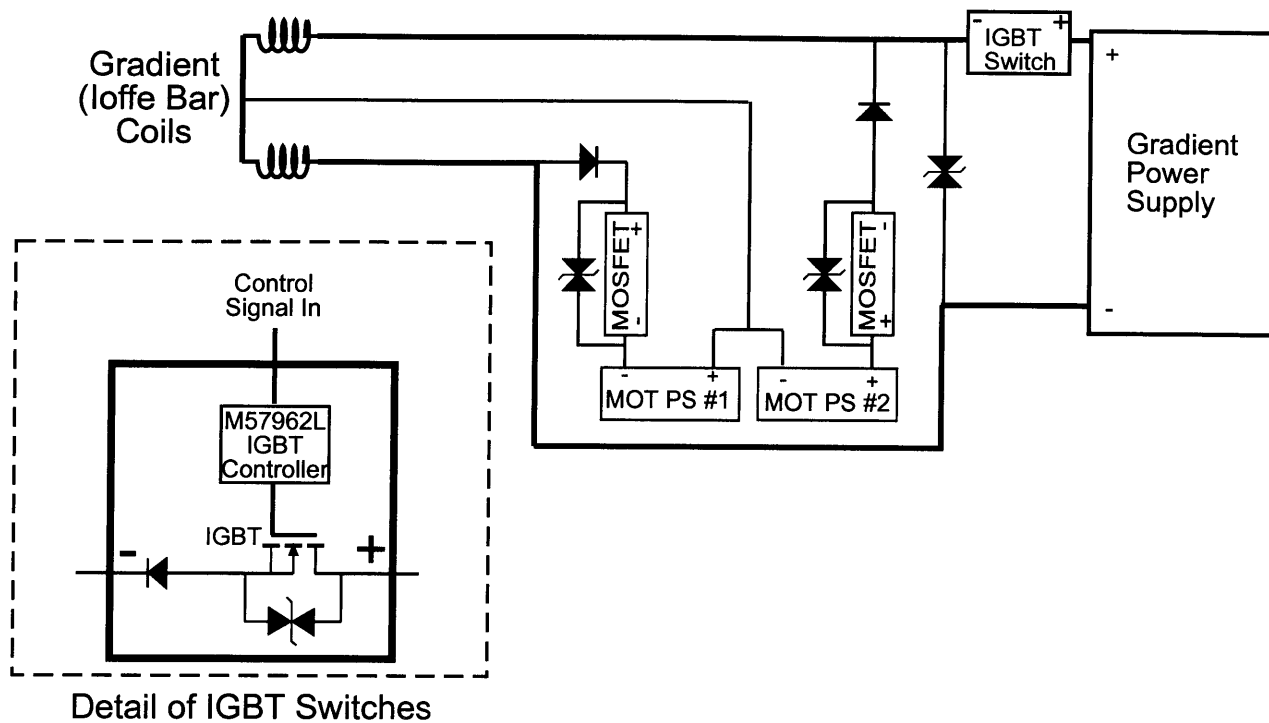 Gradient
(Ioffe Bar)
Coils
- +
IGBT
Switch
+
Gradient
Power
Supply
-
+
MOSFET
-
-
MOSFET
+
- +
MOT PS #1
- +
MOT PS #2
Control
Signal In
M57962L
IGBT
Controller
IGBT
- +
Detail of IGBT Switches